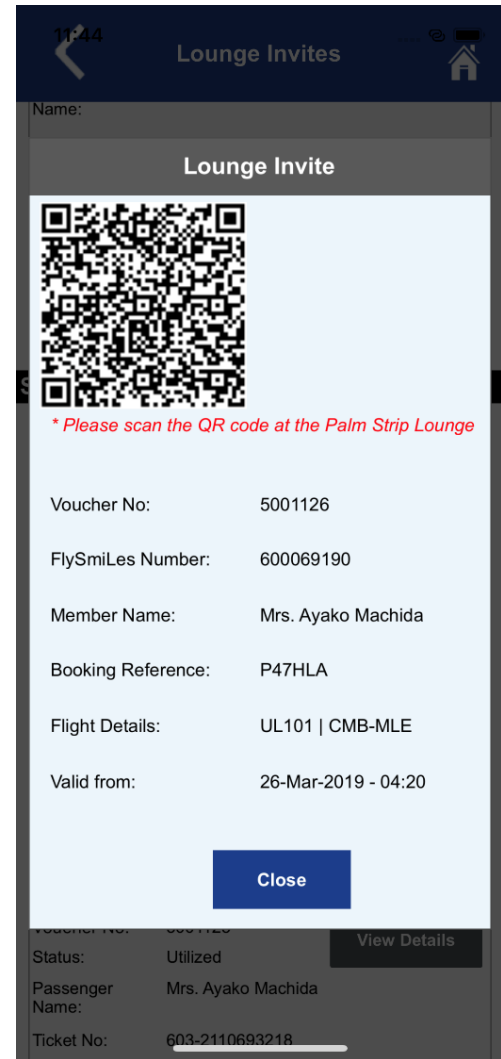 11:44
Lounge Invites
Name:
Lounge Invite
* Please scan the QR code at the Palm Strip Lounge
Voucher No: 5001126
FlySmiLes Number: 600069190
Member Name: Mrs. Ayako Machida
Booking Reference: P47HLA
Flight Details: UL101 | CMB-MLE
Valid from: 26-Mar-2019 - 04:20
Close
Voucher No:
View Details
Status: Utilized
Passenger Name: Mrs. Ayako Machida
Ticket No: 603-2110693218